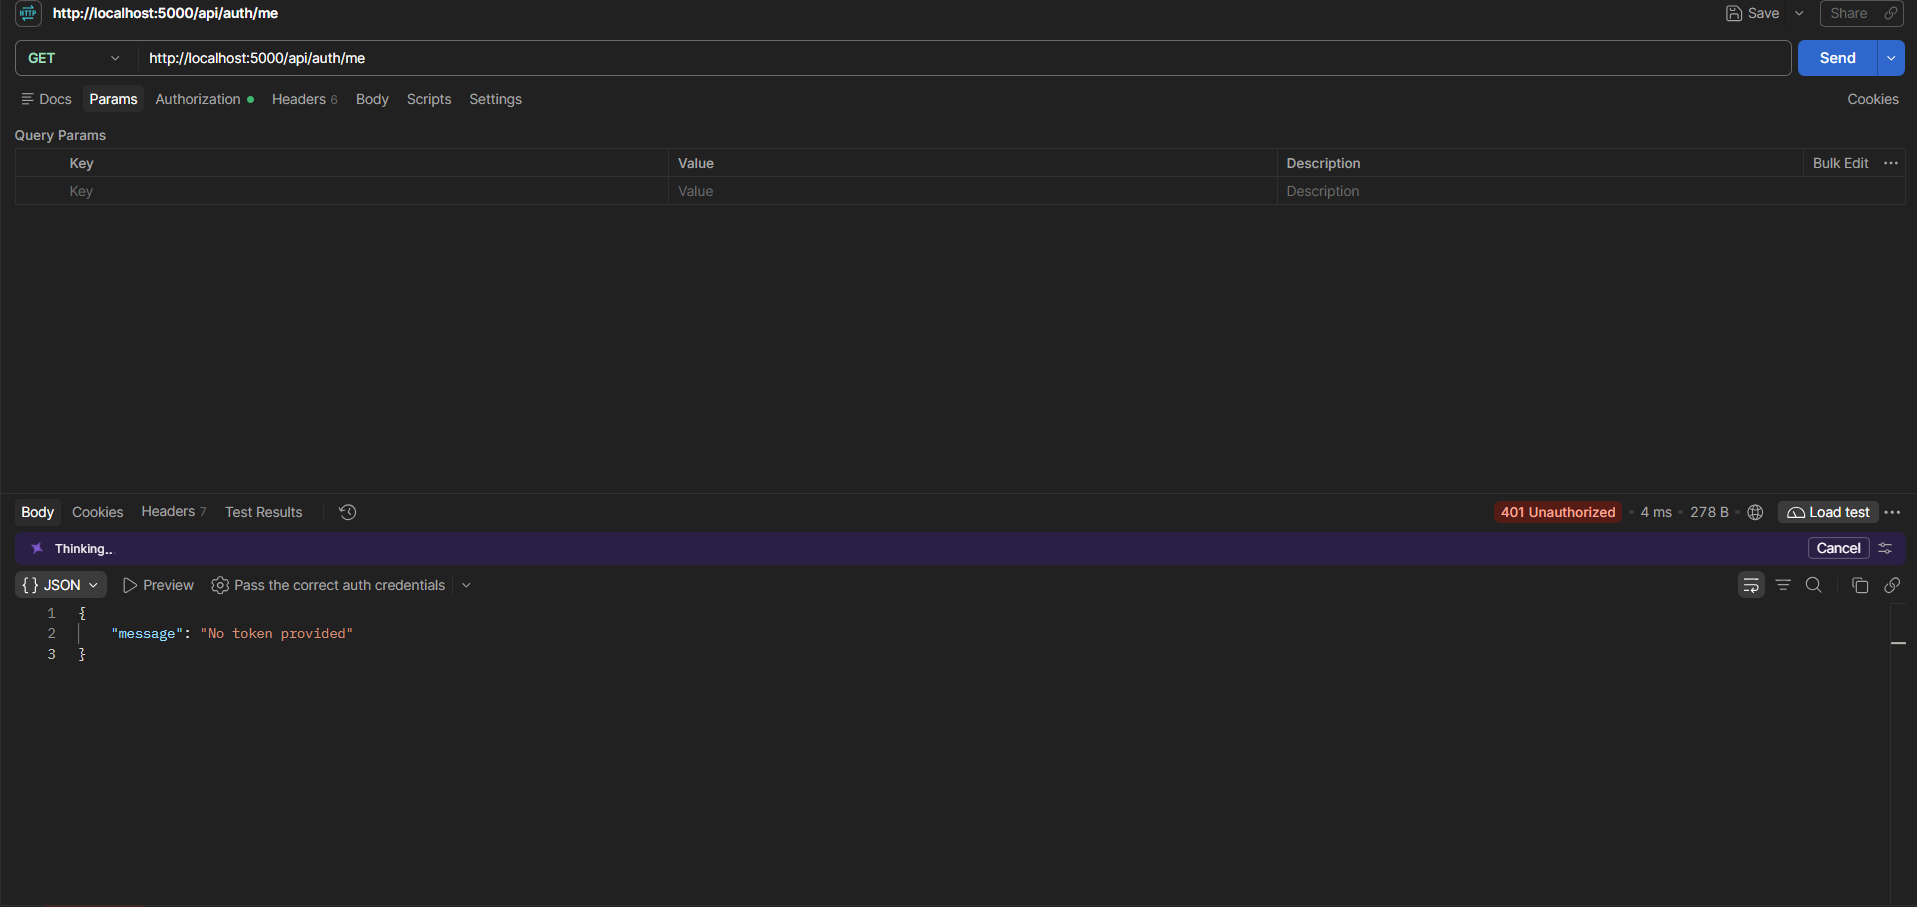 HTTP http://localhost:5000/api/auth/me Save Share
GET http://localhost:5000/api/auth/me Send
Docs Params Authorization Headers 6 Body Scripts Settings Cookies
Query Params
Key Value Description Bulk Edit
Key Value Description
Body Cookies Headers 7 Test Results 401 Unauthorized • 4 ms • 278 B • Load test
Thinking..
Cancel
{} JSON Preview Pass the correct auth credentials
1 {
2 "message": "No token provided"
3 }